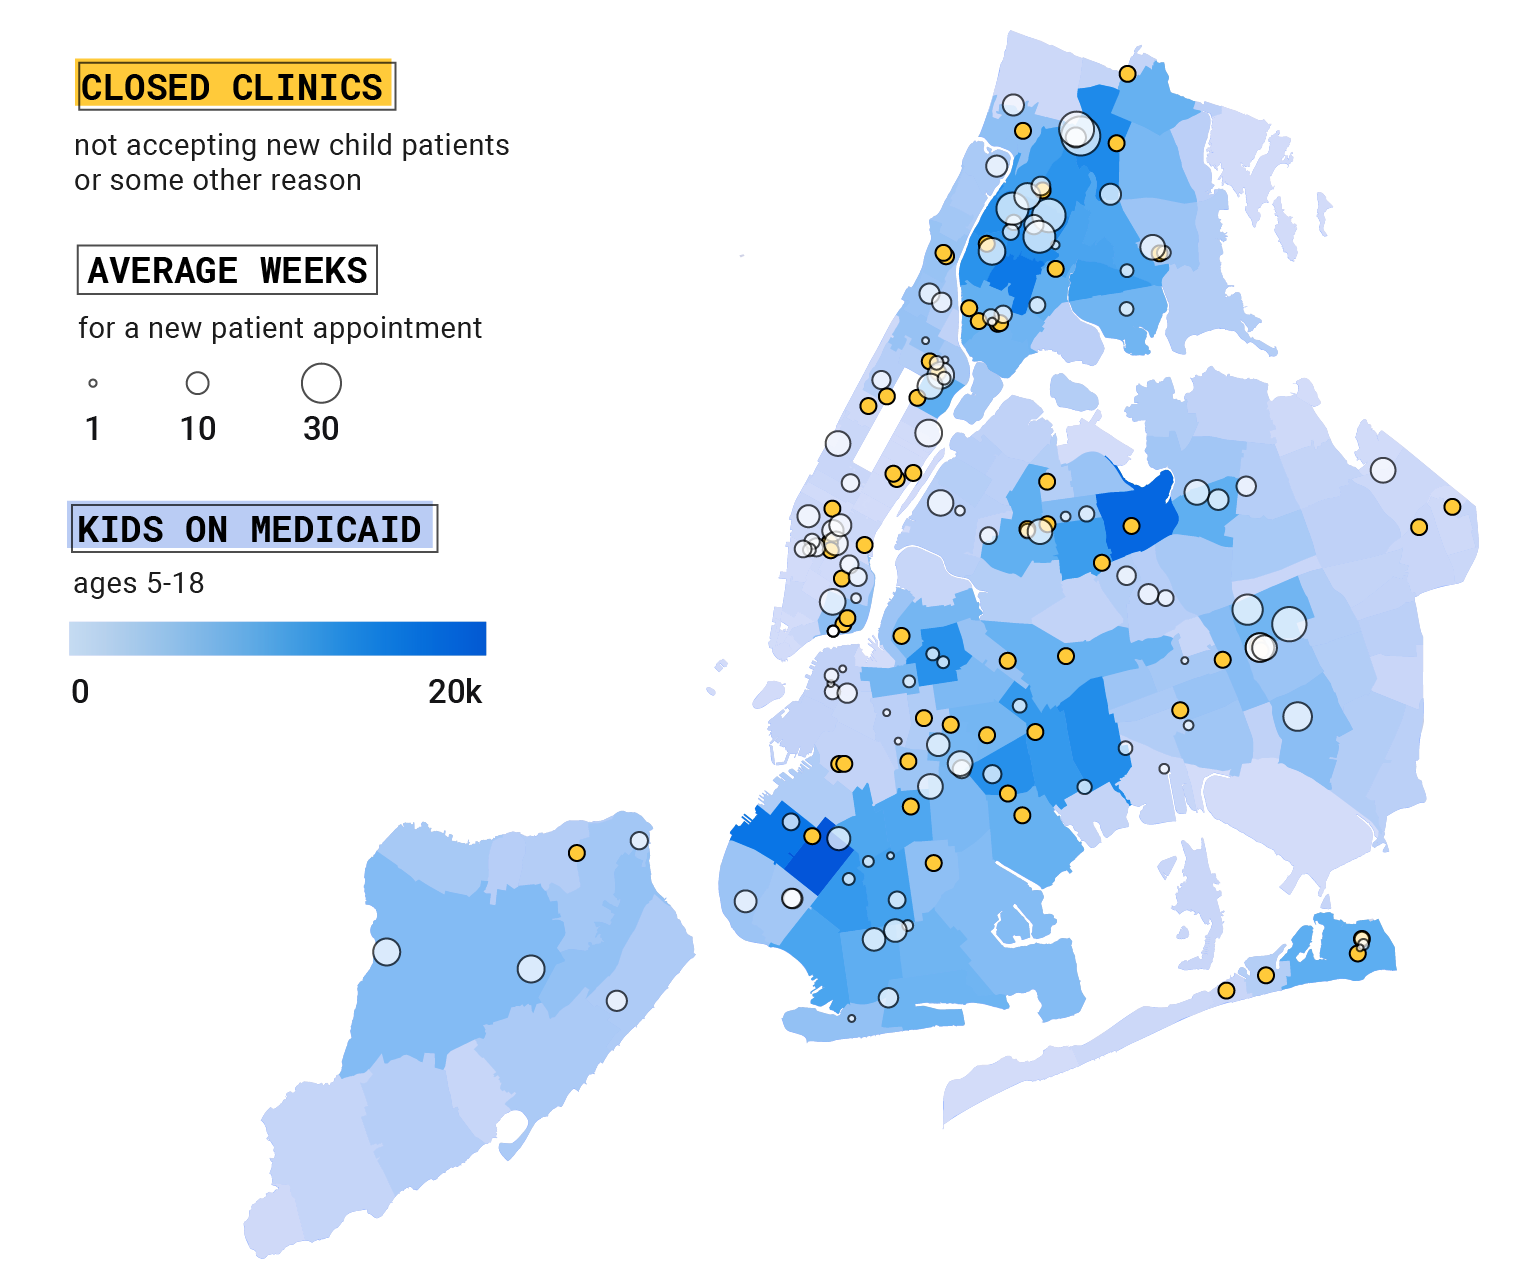 CLOSED CLINICS
not accepting new child patients
or some other reason
AVERAGE WEEKS
for a new patient appointment
1 10 30
KIDS ON MEDICAID
ages 5-18
0 20k